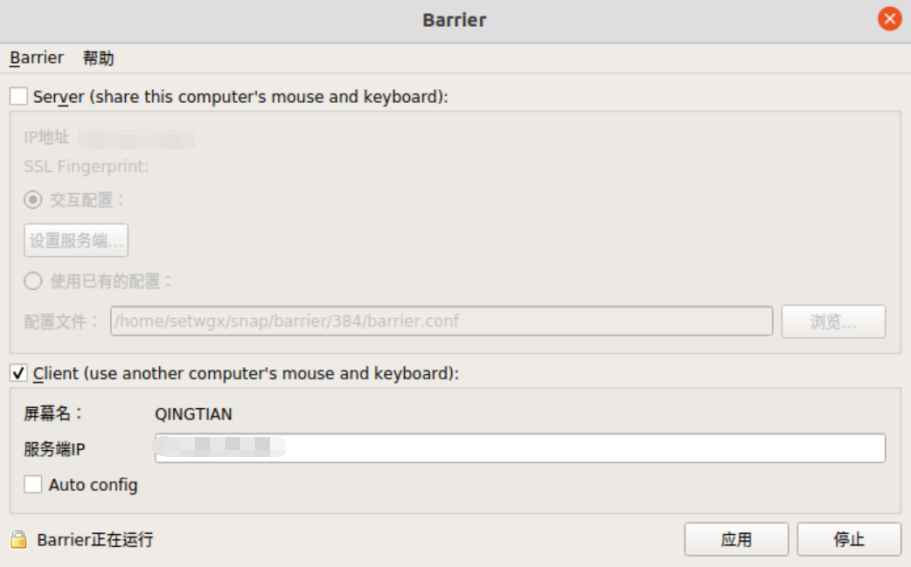 Barrier
Barrier 帮助
Server (share this computer's mouse and keyboard):
IP地址
SSL Fingerprint:
交互配置：
设置服务端...
使用已有的配置：
配置文件： /home/setwgx/snap/barrier/384/barrier.conf 浏览...
Client (use another computer's mouse and keyboard):
屏幕名： QINGTIAN
服务端IP
Auto config
Barrier正在运行 应用 停止